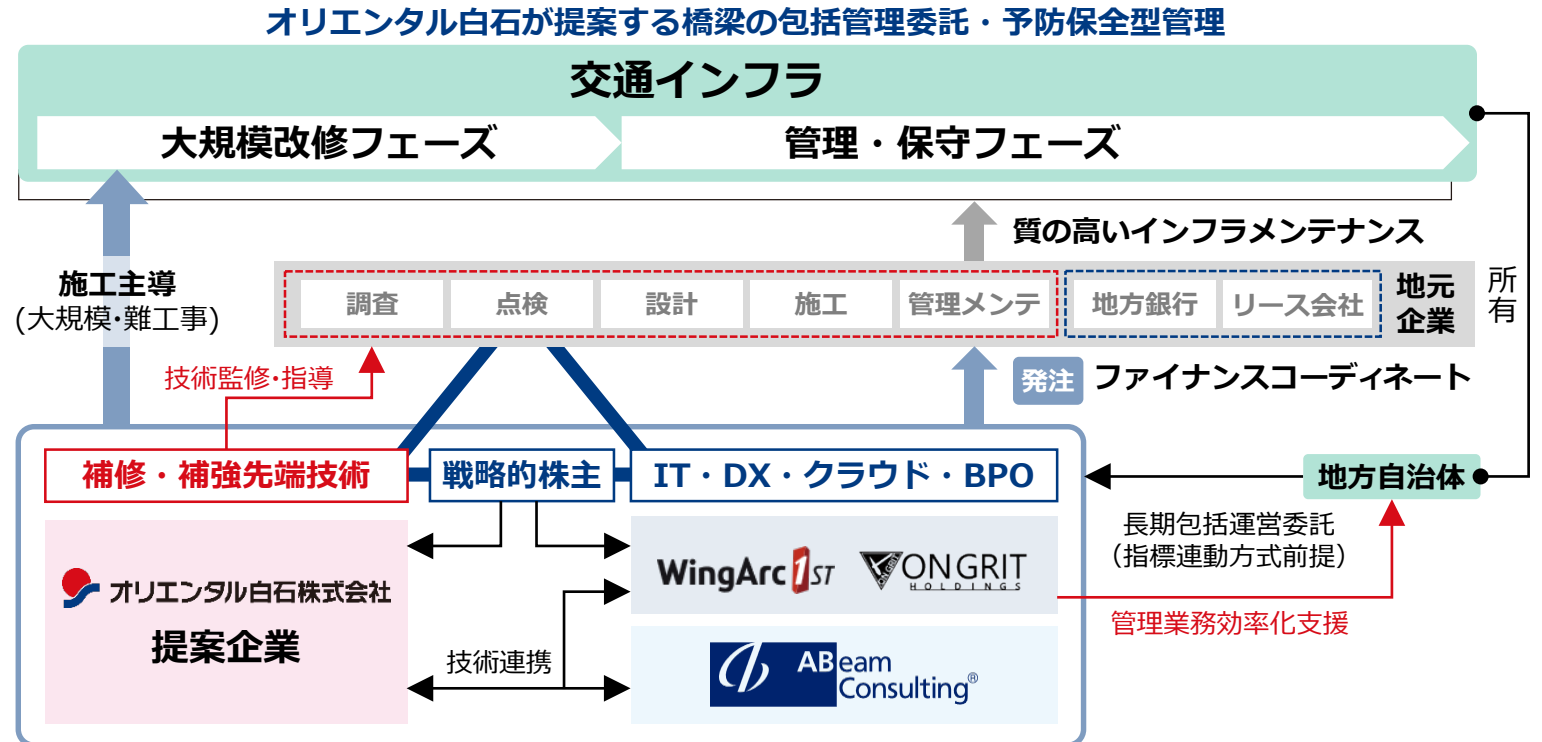 オリエンタル白石が提案する橋梁の包括管理委託・予防保全型管理
交通インフラ
大規模改修フェーズ
管理・保守フェーズ
質の高いインフラメンテナンス
施工主導
(大規模・難工事)
調査
点検
設計
施工
管理メンテ
地方銀行
リース会社
地元
企業
所有
技術監修・指導
発注
ファイナンスコーディネート
補修・補強先端技術
戦略的株主
IT・DX・クラウド・BPO
地方自治体
長期包括運営委託
（指標連動方式前提）
オリエンタル白石株式会社
提案企業
WingArc1ST
ONGRIT
HOLDINGS
管理業務効率化支援
技術連携
ABeam
Consulting®